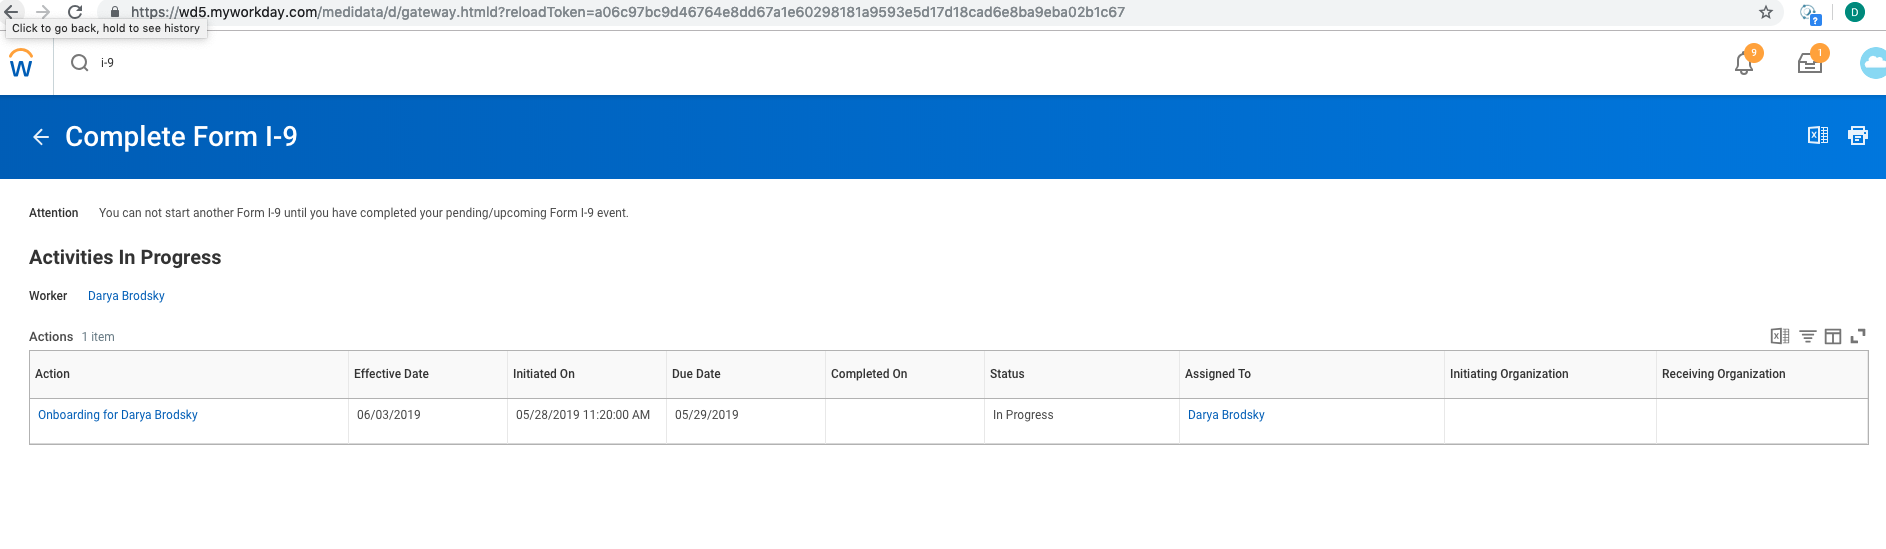 https://wd5.myworkday.com/medidata/d/gateway.htmld?reloadToken=a06c97bc9d46764e8dd67a1e60298181a9593e5d17d18cad6e8ba9eba02b1c67
D
Click to go back, hold to see history
W
i-9
9
1
Complete Form I-9
Attention You can not start another Form I-9 until you have completed your pending/upcoming Form I-9 event.
Activities In Progress
Worker Darya Brodsky
Actions 1 item
Action Effective Date Initiated On Due Date Completed On Status Assigned To Initiating Organization Receiving Organization
Onboarding for Darya Brodsky 06/03/2019 05/28/2019 11:20:00 AM 05/29/2019 In Progress Darya Brodsky